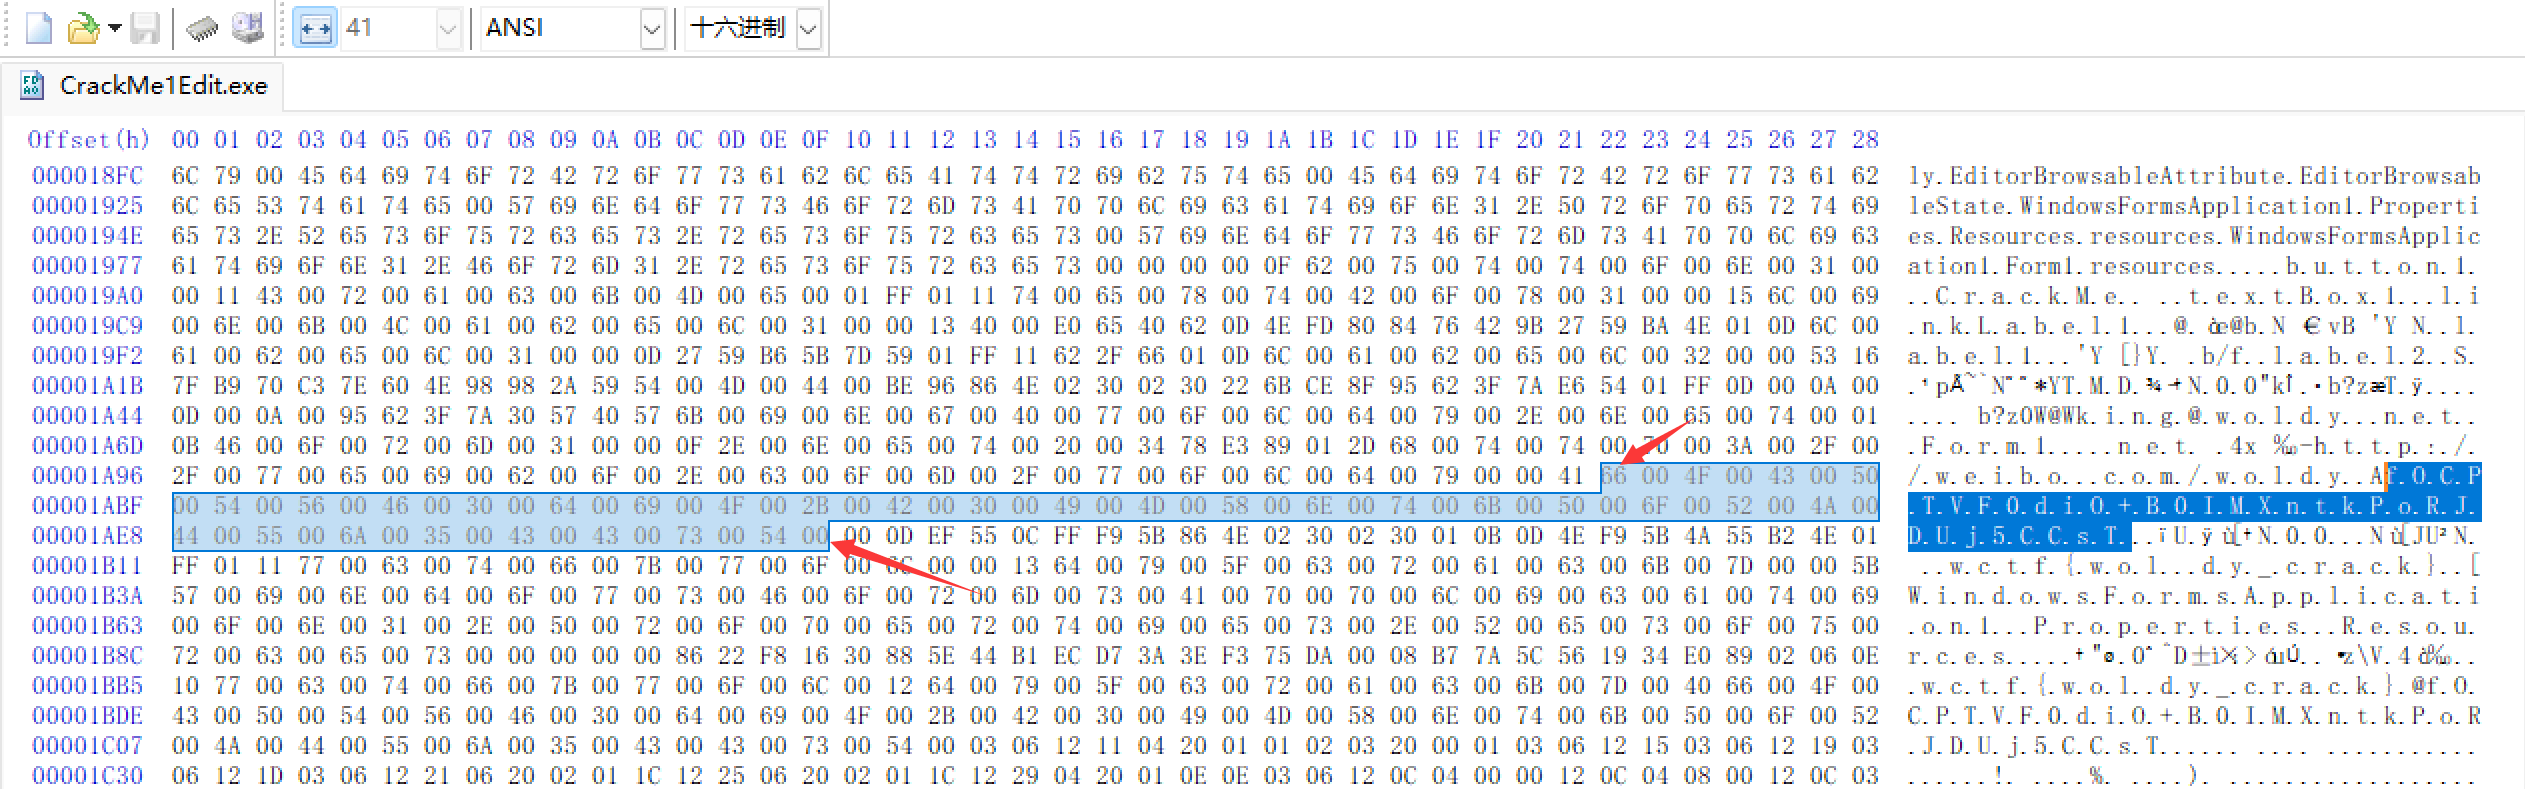 41 ANSI 十六进制
CrackMe1Edit.exe
Offset(h) 00 01 02 03 04 05 06 07 08 09 0A 0B 0C 0D 0E 0F 10 11 12 13 14 15 16 17 18 19 1A 1B 1C 1D 1E 1F 20 21 22 23 24 25 26 27 28
000018FC 6C 79 00 45 64 69 74 6F 72 42 72 6F 77 73 61 62 6C 65 41 74 74 72 69 62 75 74 65 00 45 64 69 74 6F 72 42 72 6F 77 73 61 62 ly.EditorBrowsableAttribute.EditorBrowsab
00001925 6C 65 53 74 61 74 65 00 57 69 6E 64 6F 77 73 46 6F 72 6D 73 41 70 70 6C 69 63 61 74 69 6F 6E 31 2E 50 72 6F 70 65 72 74 69 leState.WindowsFormsApplication1.Properti
0000194E 65 73 2E 52 65 73 6F 75 72 63 65 73 2E 72 65 73 6F 75 72 63 65 73 00 57 69 6E 64 6F 77 73 46 6F 72 6D 73 41 70 70 6C 69 63 es.Resources.resources.WindowsFormsApplic
00001977 61 74 69 6F 6E 31 2E 46 6F 72 6D 31 2E 72 65 73 6F 75 72 63 65 73 00 00 00 00 0F 62 00 75 00 74 00 74 00 6F 00 6E 00 31 00 ation1.Form1.resources.....b.u.t.t.o.n.1.
000019A0 00 11 43 00 72 00 61 00 63 00 6B 00 4D 00 65 00 01 FF 01 11 74 00 65 00 78 00 74 00 42 00 6F 00 78 00 31 00 00 15 6C 00 69 ..C.r.a.c.k.M.e.. ..t.e.x.t.B.o.x.1...l.i
000019C9 00 6E 00 6B 00 4C 00 61 00 62 00 65 00 6C 00 31 00 00 13 40 00 E0 65 40 62 0D 4E FD 80 84 76 42 9B 27 59 BA 4E 01 0D 6C 00 .n.k.L.a.b.e.l.1...@. àe@b.N €vB 'Y N..l.
000019F2 61 00 62 00 65 00 6C 00 31 00 00 0D 27 59 B6 5B 7D 59 01 FF 11 62 2F 66 01 0D 6C 00 61 00 62 00 65 00 6C 00 32 00 00 53 16 a.b.e.l.1...'Y [}Y. .b/f..l.a.b.e.l.2..S.
00001A1B 7F B9 70 C3 7E 60 4E 98 98 2A 59 54 00 4D 00 44 00 BE 96 86 4E 02 30 02 30 22 6B CE 8F 95 62 3F 7A E6 54 01 FF 0D 00 0A 00
00001A44 0D 00 0A 00 95 62 3F 7A 30 57 40 57 6B 00 69 00 6E 00 67 00 40 00 77 00 6F 00 6C 00 64 00 79 00 2E 00 6E 00 65 00 74 00 01 .... b?z0W@Wk.i.n.g.@.w.o.l.d.y...n.e.t..
00001A6D 0B 46 00 6F 00 72 00 6D 00 31 00 00 0F 2E 00 6E 00 65 00 74 00 20 00 34 78 E3 89 01 2D 68 00 74 00 74 00 70 00 3A 00 2F 00 .F.o.r.m.1.....n.e.t. .4x ‰.-h.t.t.p.:./.
00001A96 2F 00 77 00 65 00 69 00 62 00 6F 00 2E 00 63 00 6F 00 6D 00 2F 00 77 00 6F 00 6C 00 64 00 79 00 00 41 66 00 4F 00 43 00 50 /.w.e.i.b.o...c.o.m./.w.o.l.d.y..Af.O.C.P
00001ABF 00 54 00 56 00 46 00 30 00 64 00 69 00 4F 00 2B 00 42 00 30 00 49 00 4D 00 58 00 6E 00 74 00 6B 00 50 00 6F 00 52 00 4A 00 .T.V.F.0.d.i.O.+.B.0.I.M.X.n.t.k.P.o.R.J.
00001AE8 44 00 55 00 6A 00 35 00 43 00 43 00 73 00 54 00 00 0D EF 55 0C FF F9 5B 86 4E 02 30 02 30 01 0B 0D 4E F9 5B 4A 55 B2 4E 01 D.U.j.5.C.C.s.T...ïU.ÿù[†N.0.0...Nù[JU²N.
00001B11 FF 01 11 77 00 63 00 74 00 66 00 7B 00 77 00 6F 00 6C 00 00 13 64 00 79 00 5F 00 63 00 72 00 61 00 63 00 6B 00 7D 00 00 5B ..w.c.t.f.{.w.o.l...d.y._.c.r.a.c.k.}..[
00001B3A 57 00 69 00 6E 00 64 00 6F 00 77 00 73 00 46 00 6F 00 72 00 6D 00 73 00 41 00 70 00 70 00 6C 00 69 00 63 00 61 00 74 00 69 W.i.n.d.o.w.s.F.o.r.m.s.A.p.p.l.i.c.a.t.i
00001B63 00 6F 00 6E 00 31 00 2E 00 50 00 72 00 6F 00 70 00 65 00 72 00 74 00 69 00 65 00 73 00 2E 00 52 00 65 00 73 00 6F 00 75 00 .o.n.1...P.r.o.p.e.r.t.i.e.s...R.e.s.o.u.
00001B8C 72 00 63 00 65 00 73 00 00 00 00 00 86 22 F8 16 30 88 5E 44 B1 EC D7 3A 3E F3 75 DA 00 08 B7 7A 5C 56 19 34 E0 89 02 06 0E
00001BB5 10 77 00 63 00 74 00 66 00 7B 00 77 00 6F 00 6C 00 12 64 00 79 00 5F 00 63 00 72 00 61 00 63 00 6B 00 7D 00 40 66 00 4F 00 .w.c.t.f.{.w.o.l..d.y._.c.r.a.c.k.}.@f.O.
00001BDE 43 00 50 00 54 00 56 00 46 00 30 00 64 00 69 00 4F 00 2B 00 42 00 30 00 49 00 4D 00 58 00 6E 00 74 00 6B 00 50 00 6F 00 52 C.P.T.V.F.0.d.i.O.+.B.0.I.M.X.n.t.k.P.o.R
00001C07 00 4A 00 44 00 55 00 6A 00 35 00 43 00 43 00 73 00 54 00 03 06 12 11 04 20 01 01 02 03 20 00 01 03 06 12 15 03 06 12 19 03 .J.D.U.j.5.C.C.s.T...... .... ............
00001C30 06 12 1D 03 06 12 21 06 20 02 01 1C 12 25 06 20 02 01 1C 12 29 04 20 01 0E 0E 03 06 12 0C 04 00 00 12 0C 04 08 00 12 0C 03 ......!. ....%. ....). ..................